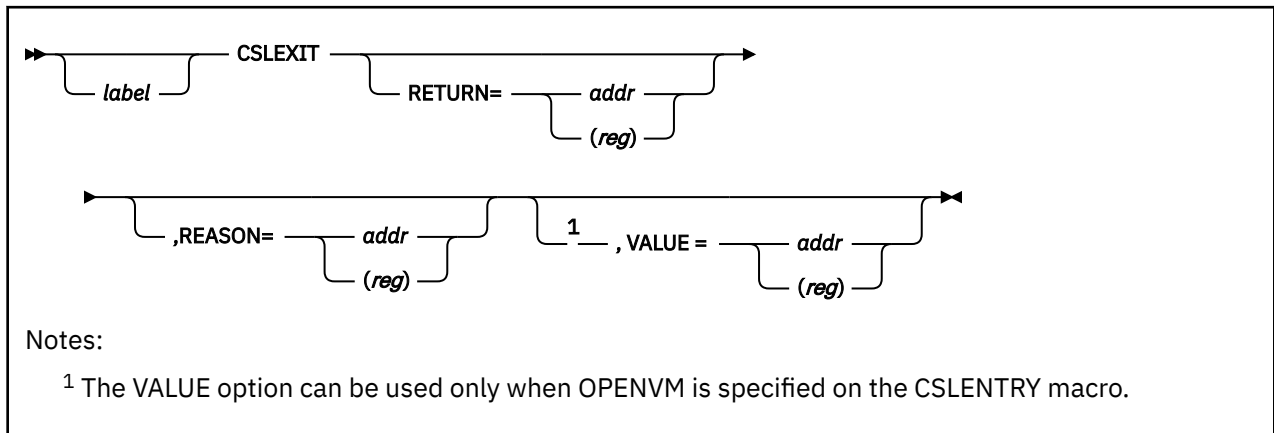 CSLEXIT
label RETURN= addr
(reg)
1
,REASON= addr , VALUE = addr
(reg) (reg)
Notes:
1 The VALUE option can be used only when OPENVM is specified on the CSLENTRY macro.